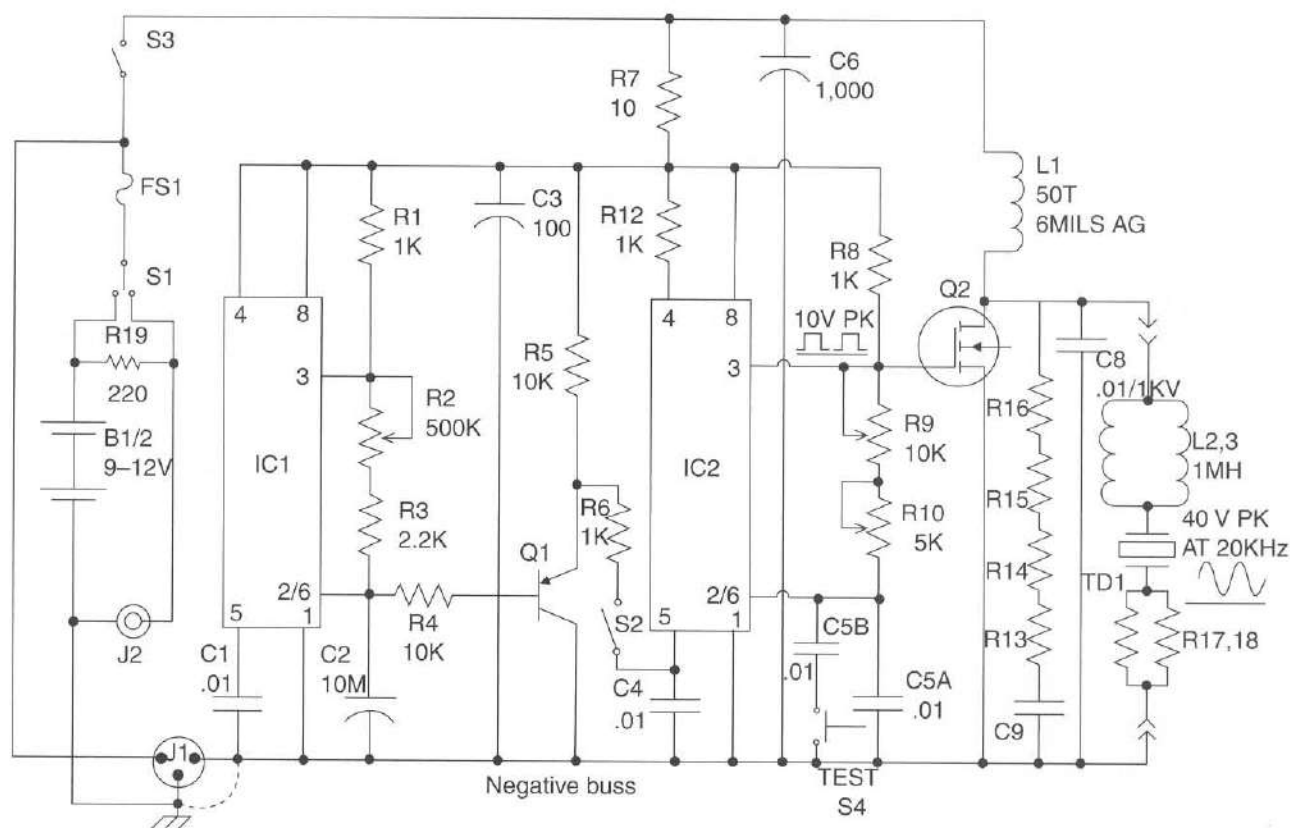 S3
C6
1,000
R7
10
L1
50T
6MILS AG
FS1
R1
1K
C3
100
R12
1K
R8
1K
S1
4
8
4
8
Q2
R19
220
10V PK
R5
10K
3
3
C8
.01/1KV
R2
500K
R16
R9
10K
L2,3
1MH
B1/2
9–12V
IC1
IC2
R6
1K
R15
R3
2.2K
R10
5K
40 V PK
AT 20KHz
Q1
R14
TD1
2/6
2/6
5
1
5
1
S2
R4
10K
C5B
.01
R13
R17,18
J2
C1
.01
C2
10M
C4
.01
C5A
.01
C9
J1
Negative buss
TEST
S4